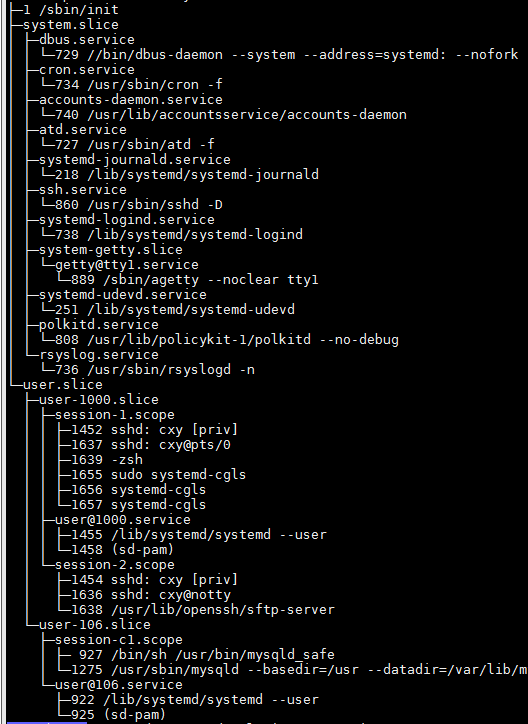 ├─1 /sbin/init
├─system.slice
│ ├─dbus.service
│ │ └─729 //bin/dbus-daemon --system --address=systemd: --nofork
│ ├─cron.service
│ │ └─734 /usr/sbin/cron -f
│ ├─accounts-daemon.service
│ │ └─740 /usr/lib/accountsservice/accounts-daemon
│ ├─atd.service
│ │ └─727 /usr/sbin/atd -f
│ ├─systemd-journald.service
│ │ └─218 /lib/systemd/systemd-journald
│ ├─ssh.service
│ │ └─860 /usr/sbin/sshd -D
│ ├─systemd-logind.service
│ │ └─738 /lib/systemd/systemd-logind
│ ├─system-getty.slice
│ │ └─getty@tty1.service
│ │   └─889 /sbin/agetty --noclear tty1
│ ├─systemd-udevd.service
│ │ └─251 /lib/systemd/systemd-udevd
│ ├─polkitd.service
│ │ └─808 /usr/lib/policykit-1/polkitd --no-debug
│ └─rsyslog.service
│   └─736 /usr/sbin/rsyslogd -n
└─user.slice
  ├─user-1000.slice
  │ ├─session-1.scope
  │ │ ├─1452 sshd: cxy [priv]
  │ │ ├─1637 sshd: cxy@pts/0
  │ │ ├─1639 -zsh
  │ │ ├─1655 sudo systemd-cgls
  │ │ ├─1656 systemd-cgls
  │ │ └─1657 systemd-cgls
  │ ├─user@1000.service
  │ │ ├─1455 /lib/systemd/systemd --user
  │ │ └─1458 (sd-pam)
  │ └─session-2.scope
  │   ├─1454 sshd: cxy [priv]
  │   ├─1636 sshd: cxy@notty
  │   └─1638 /usr/lib/openssh/sftp-server
  └─user-106.slice
    ├─session-c1.scope
    │ ├─ 927 /bin/sh /usr/bin/mysqld_safe
    │ └─1275 /usr/sbin/mysqld --basedir=/usr --datadir=/var/lib/m
    └─user@106.service
      ├─922 /lib/systemd/systemd --user
      └─925 (sd-pam)